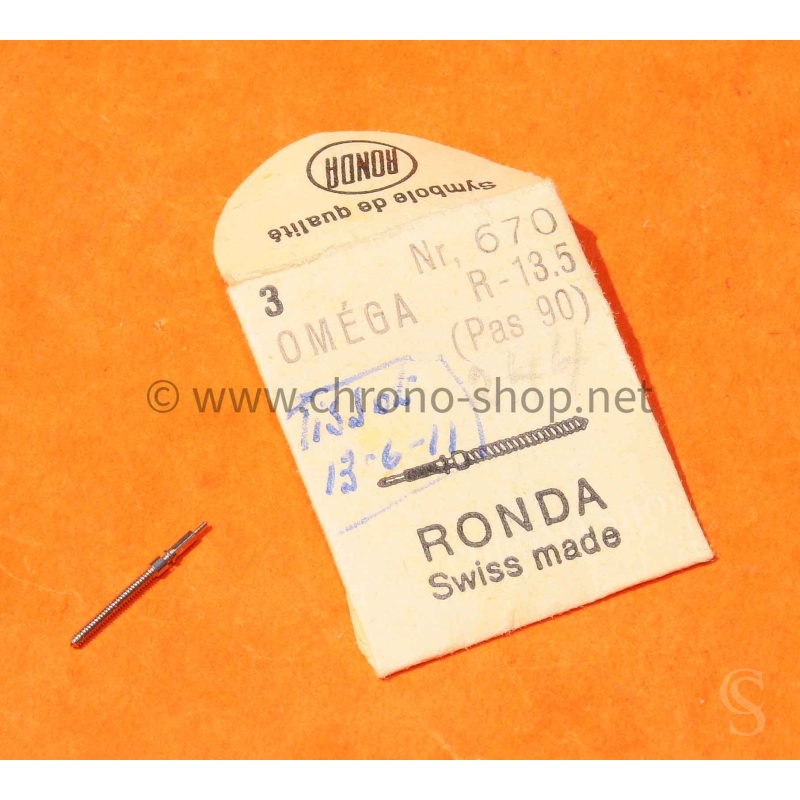 RONDA
Symbole de qualité
Nr. 670
3
R-13.5
OMÉGA
(Pas 90)
244
© www.chrono-shop.net
Tissot
13-6-11
RONDA
Swiss made